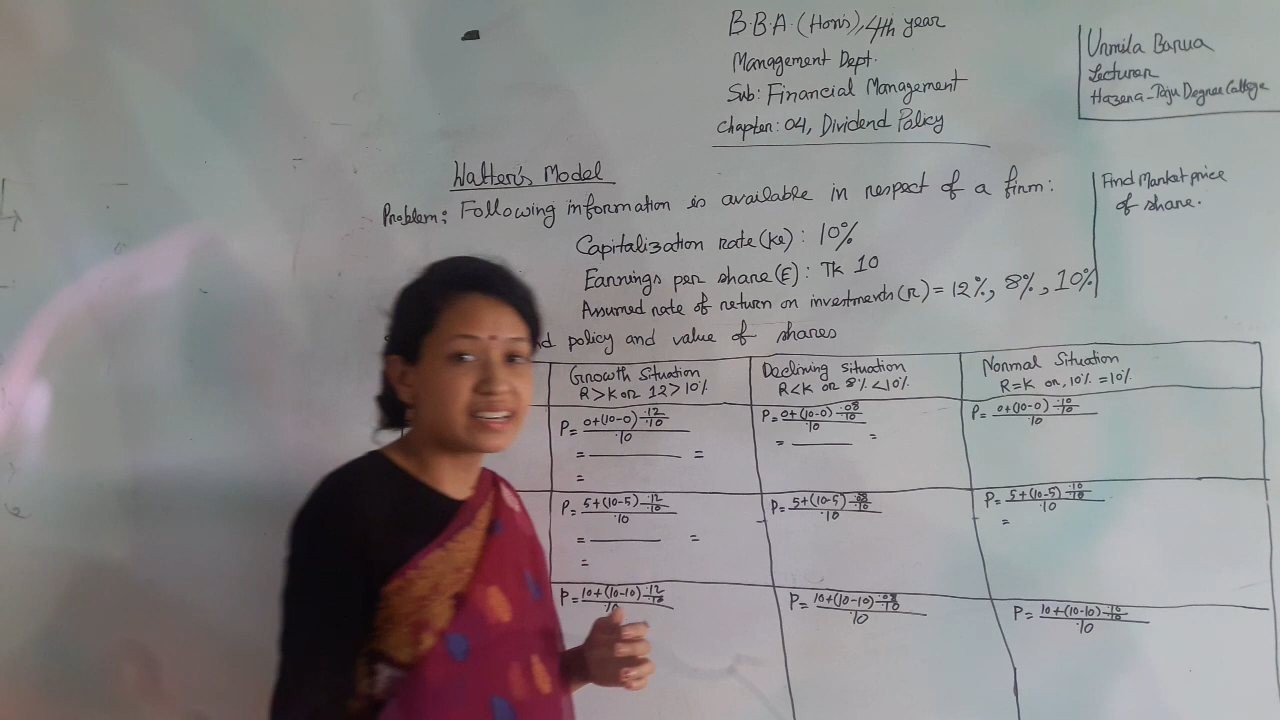 B.B.A. (Hon's), 4th year
Management Dept.
Sub: Financial Management
Chapter: 04, Dividend Policy
Urmila Barua
Lecturer
Hazera-Taju Degree College
Walter's Model
Problem: Following information is available in respect of a firm:
Capitalization rate (Ke): 10%
Earnings per share (E): Tk 10
Assumed rate of return on investments (R) = 12%, 8%, 10%
Find Market price
of share.
policy and value of shares
Growth Situation
R>K or 12>10%
Declining Situation
R<K or 8%<10%
Normal Situation
R=K or, 10% =10%
P= 0+(10-0) .12/.10 / .10
= =
=
P= 0+(10-0) .08/.10 / .10
= =
P= 0+(10-0) .10/.10 / .10
P= 5+(10-5) .12/.10 / .10
= =
=
P= 5+(10-5) .08/.10 / .10
P= 5+(10-5) .10/.10 / .10
=
P= 10+(10-10) .12/.10 / .10
P= 10+(10-10) .08/.10 / .10
P= 10+(10-10) .10/.10 / .10